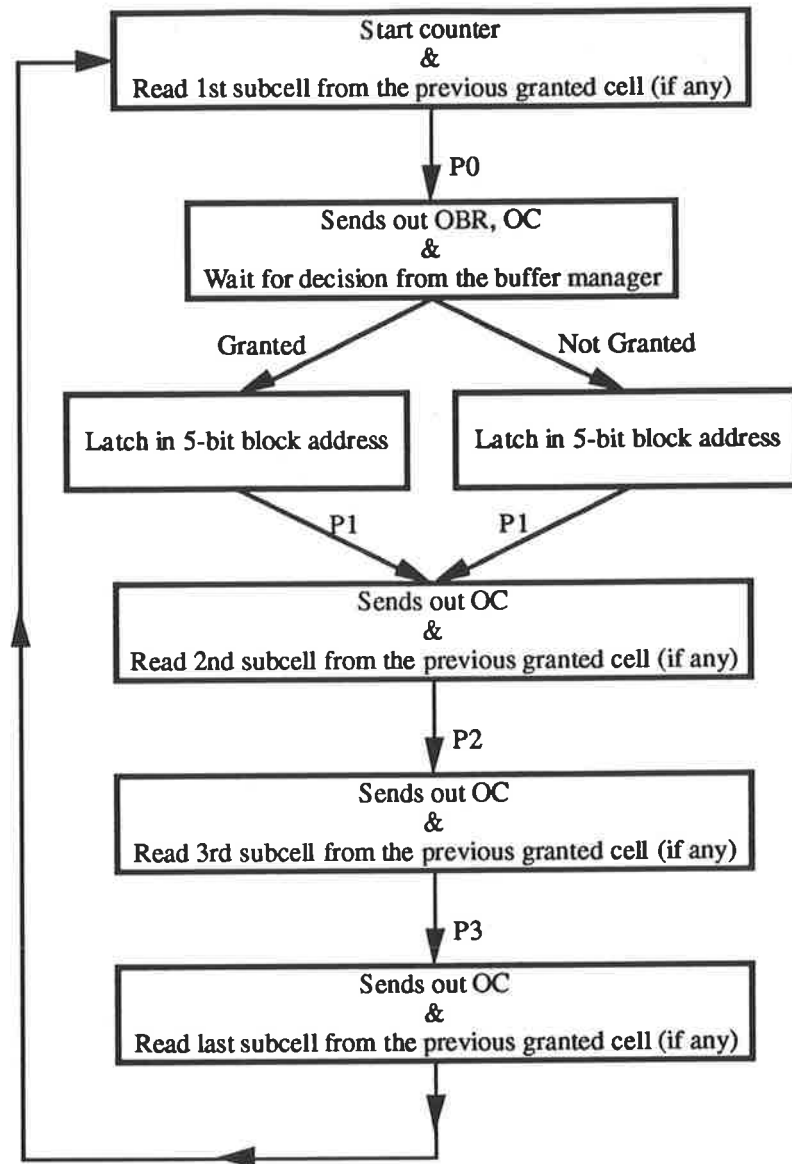 Start counter
&
Read 1st subcell from the previous granted cell (if any)
P0
Sends out OBR, OC
&
Wait for decision from the buffer manager
Granted
Not Granted
Latch in 5-bit block address
Latch in 5-bit block address
P1
P1
Sends out OC
&
Read 2nd subcell from the previous granted cell (if any)
P2
Sends out OC
&
Read 3rd subcell from the previous granted cell (if any)
P3
Sends out OC
&
Read last subcell from the previous granted cell (if any)